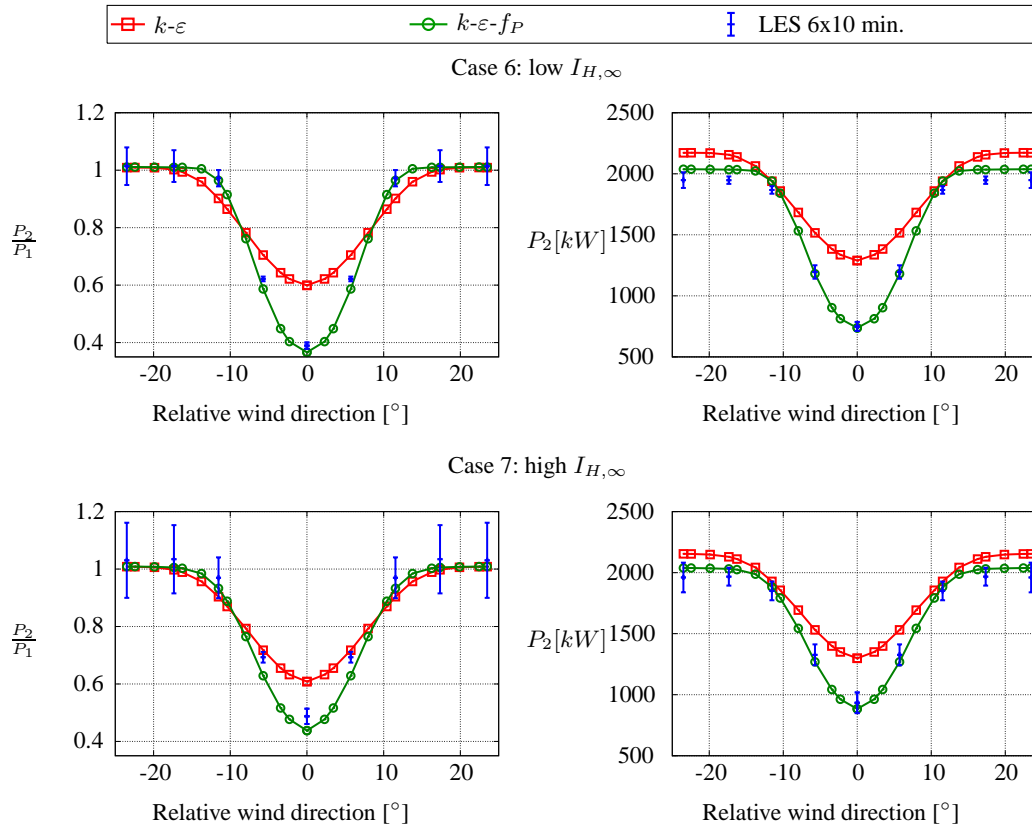 k-ε k-ε-f_P LES 6x10 min.
Case 6: low I_{H,∞}
1.2
1
0.8
0.6
0.4
P_2/P_1
-20 -10 0 10 20
Relative wind direction [°]
2500
2000
1500
1000
500
P_2[kW]
-20 -10 0 10 20
Relative wind direction [°]
Case 7: high I_{H,∞}
1.2
1
0.8
0.6
0.4
P_2/P_1
-20 -10 0 10 20
Relative wind direction [°]
2500
2000
1500
1000
500
P_2[kW]
-20 -10 0 10 20
Relative wind direction [°]